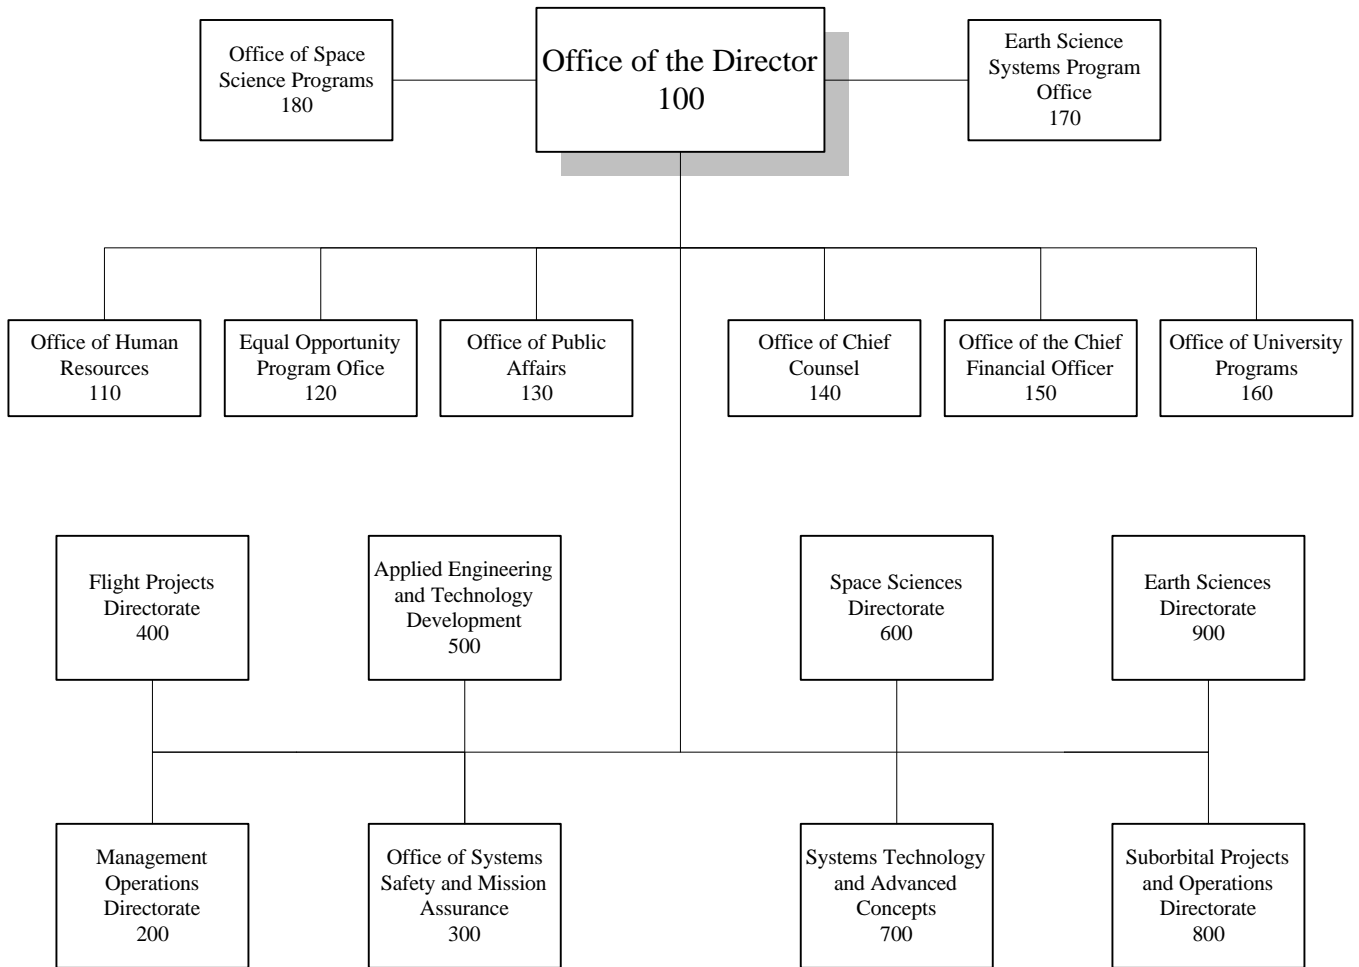 Office of Space
Science Programs
180
Office of the Director
100
Earth Science
Systems Program
Office
170
Office of Human
Resources
110
Equal Opportunity
Program Ofice
120
Office of Public
Affairs
130
Office of Chief
Counsel
140
Office of the Chief
Financial Officer
150
Office of University
Programs
160
Flight Projects
Directorate
400
Applied Engineering
and Technology
Development
500
Space Sciences
Directorate
600
Earth Sciences
Directorate
900
Management
Operations
Directorate
200
Office of Systems
Safety and Mission
Assurance
300
Systems Technology
and Advanced
Concepts
700
Suborbital Projects
and Operations
Directorate
800